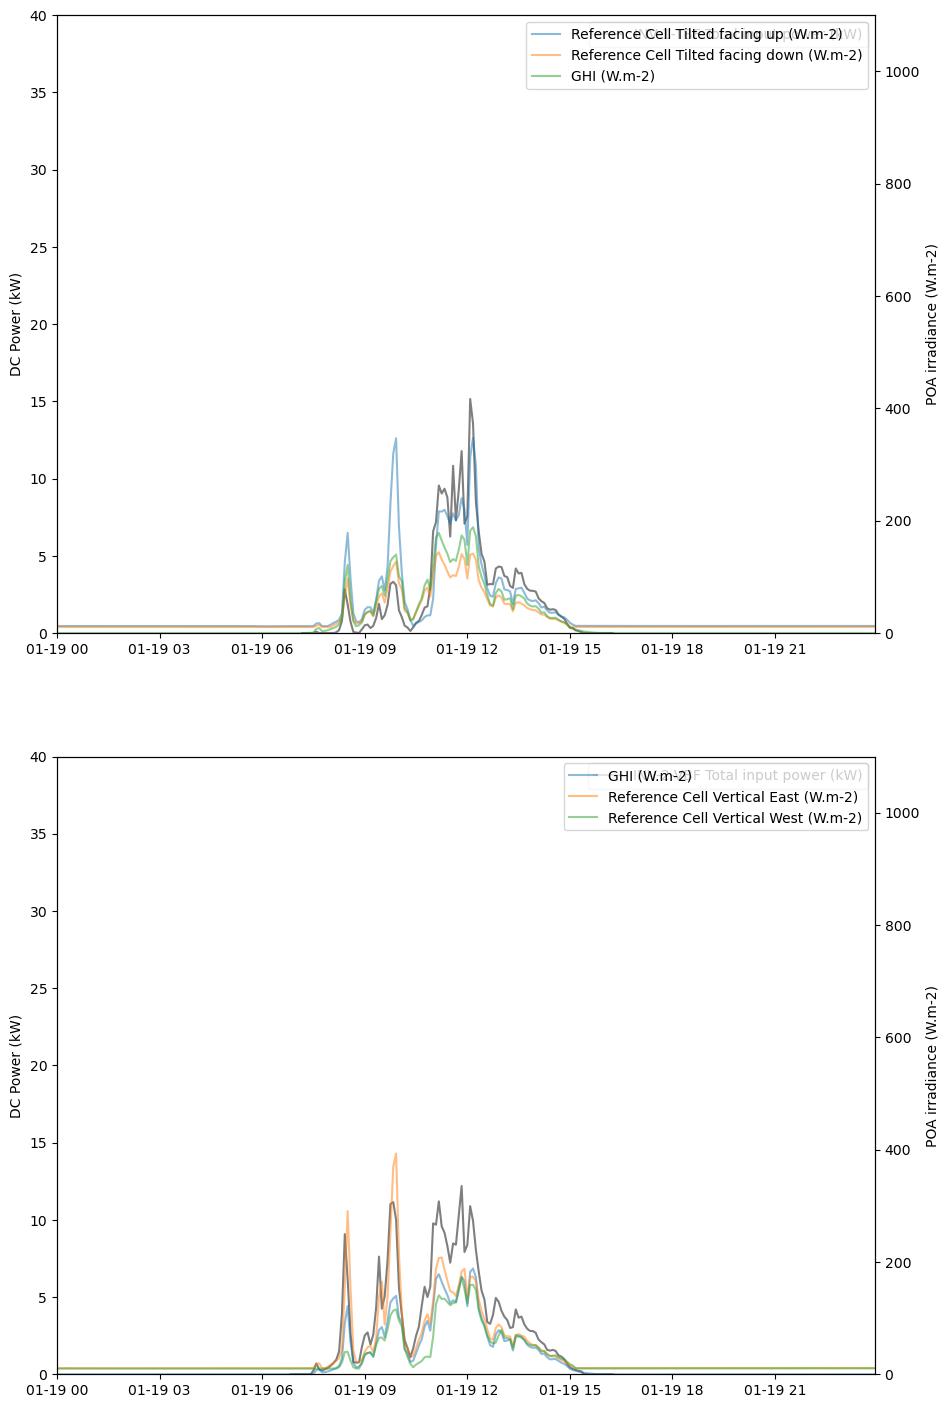 40
35
30
25
20
15
10
5
0
DC Power (kW)
Reference Cell Tilted facing up (W.m-2)
Reference Cell Tilted facing down (W.m-2)
GHI (W.m-2)
1000
800
600
400
200
0
POA irradiance (W.m-2)
01-19 00 01-19 03 01-19 06 01-19 09 01-19 12 01-19 15 01-19 18 01-19 21
40
35
30
25
20
15
10
5
0
DC Power (kW)
Total input power (kW)
GHI (W.m-2)
Reference Cell Vertical East (W.m-2)
Reference Cell Vertical West (W.m-2)
1000
800
600
400
200
0
POA irradiance (W.m-2)
01-19 00 01-19 03 01-19 06 01-19 09 01-19 12 01-19 15 01-19 18 01-19 21